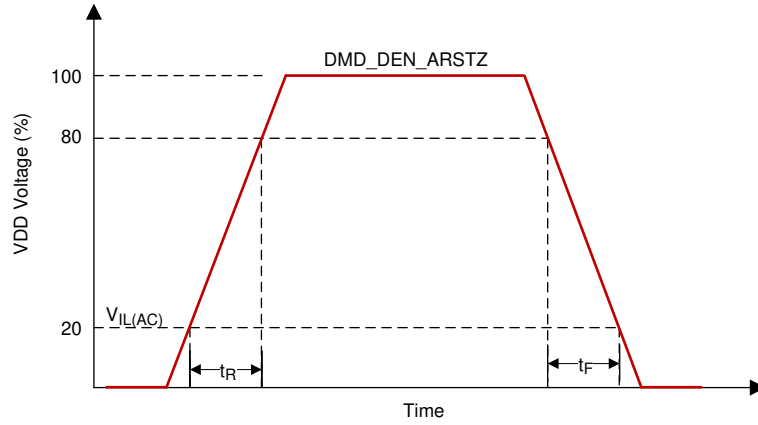 DMD_DEN_ARSTZ
100
80
VDD Voltage (%)
VIL(AC)
20
tR
tF
Time